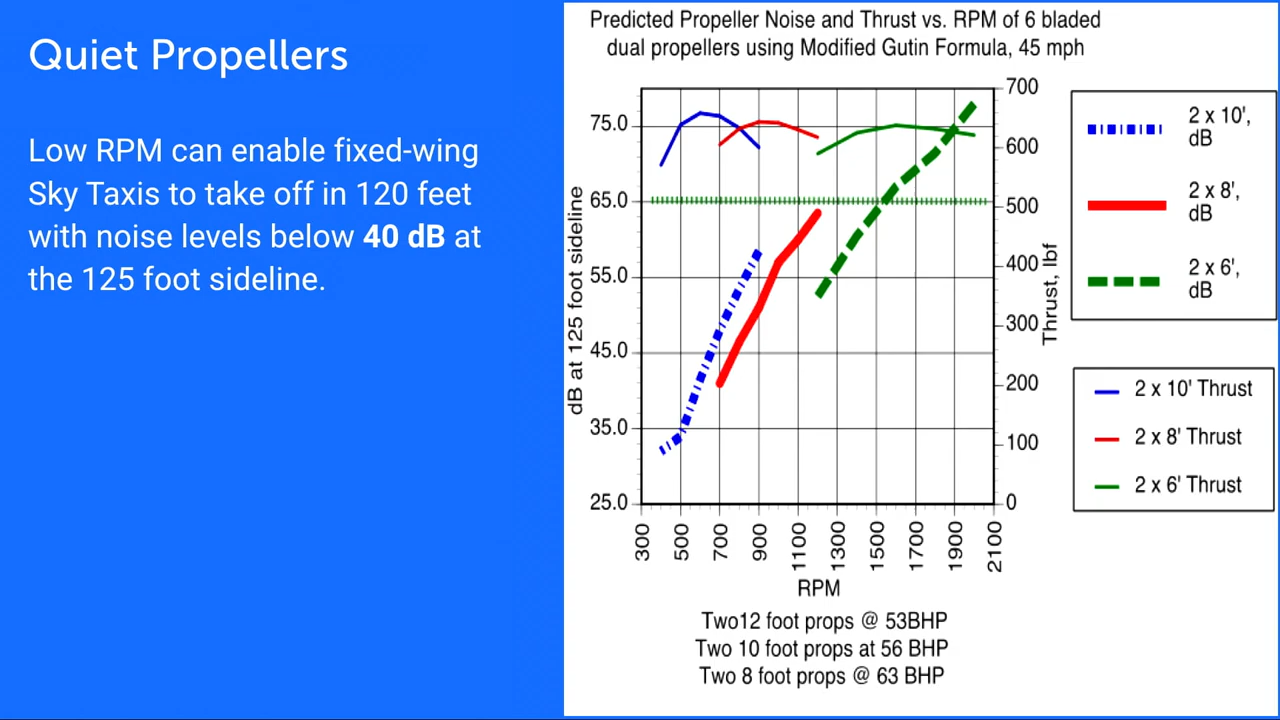 Quiet Propellers
Low RPM can enable fixed-wing
Sky Taxis to take off in 120 feet
with noise levels below 40 dB at
the 125 foot sideline.
Predicted Propeller Noise and Thrust vs. RPM of 6 bladed
dual propellers using Modified Gutin Formula, 45 mph
dB at 125 foot sideline
75.0
65.0
55.0
45.0
35.0
25.0
700
600
500
400
300
200
100
0
Thrust, lbf
300
500
700
900
1100
1300
1500
1700
1900
2100
RPM
2 x 10',
dB
2 x 8',
dB
2 x 6',
dB
2 x 10' Thrust
2 x 8' Thrust
2 x 6' Thrust
Two12 foot props @ 53BHP
Two 10 foot props at 56 BHP
Two 8 foot props @ 63 BHP